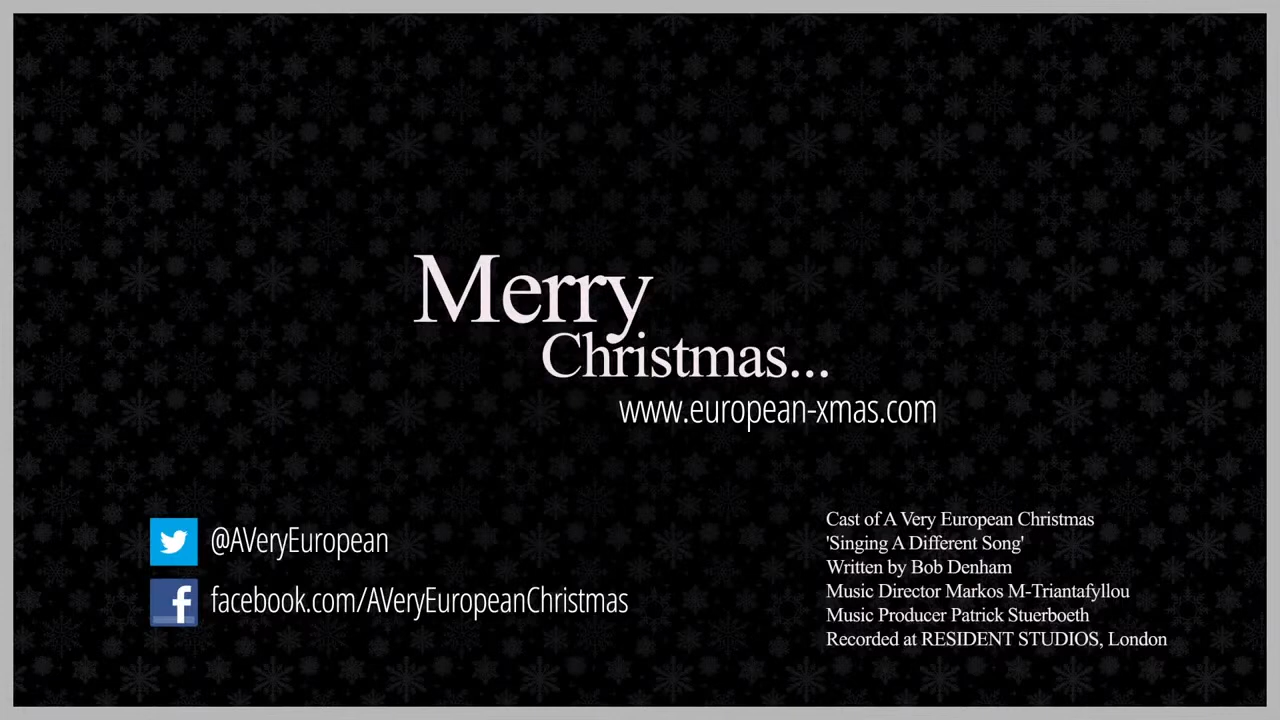 Merry
Christmas...
www.european-xmas.com
@AVeryEuropean
facebook.com/AVeryEuropeanChristmas
Cast of A Very European Christmas
'Singing A Different Song'
Written by Bob Denham
Music Director Markos M-Triantafyllou
Music Producer Patrick Stuerboeth
Recorded at RESIDENT STUDIOS, London